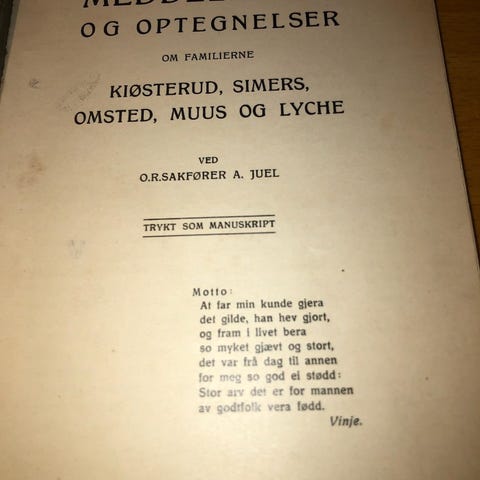 OG OPTEGNELSER
OM FAMILIERNE
KIØSTERUD, SIMERS,
OMSTED, MUUS OG LYCHE
VED
O.R.SAKFØRER A. JUEL
TRYKT SOM MANUSKRIPT
Motto:
At far min kunde gjera
det gilde, han hev gjort,
og fram i livet bera
so myket gjævt og stort,
det var frå dag til annen
for meg so god ei stødd:
Stor arv det er for mannen
av godtfolk vera fødd.
Vinje.